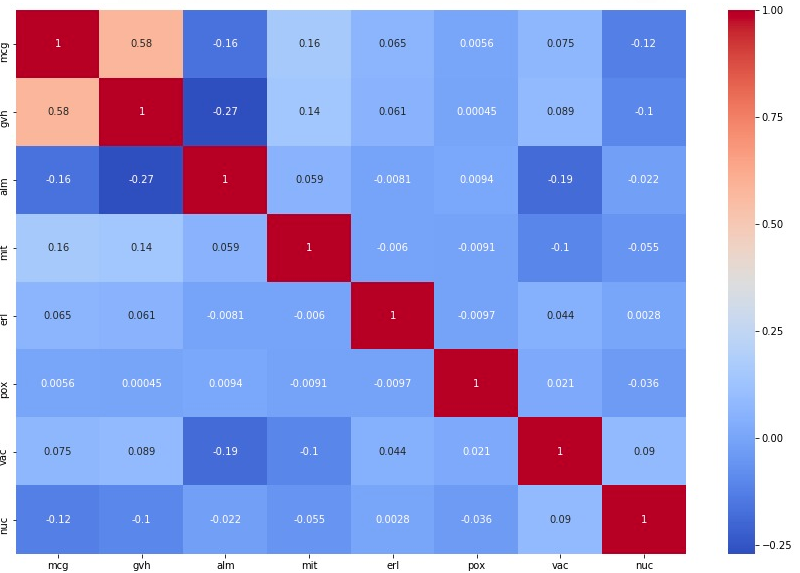 mcg 1 0.58 -0.16 0.16 0.065 0.0056 0.075 -0.12
gvh 0.58 1 -0.27 0.14 0.061 0.00045 0.089 -0.1
alm -0.16 -0.27 1 0.059 -0.0081 0.0094 -0.19 -0.022
mit 0.16 0.14 0.059 1 -0.006 -0.0091 -0.1 -0.055
erl 0.065 0.061 -0.0081 -0.006 1 -0.0097 0.044 0.0028
pox 0.0056 0.00045 0.0094 -0.0091 -0.0097 1 0.021 -0.036
vac 0.075 0.089 -0.19 -0.1 0.044 0.021 1 0.09
nuc -0.12 -0.1 -0.022 -0.055 0.0028 -0.036 0.09 1
mcg gvh alm mit erl pox vac nuc
1.00
0.75
0.50
0.25
0.00
-0.25